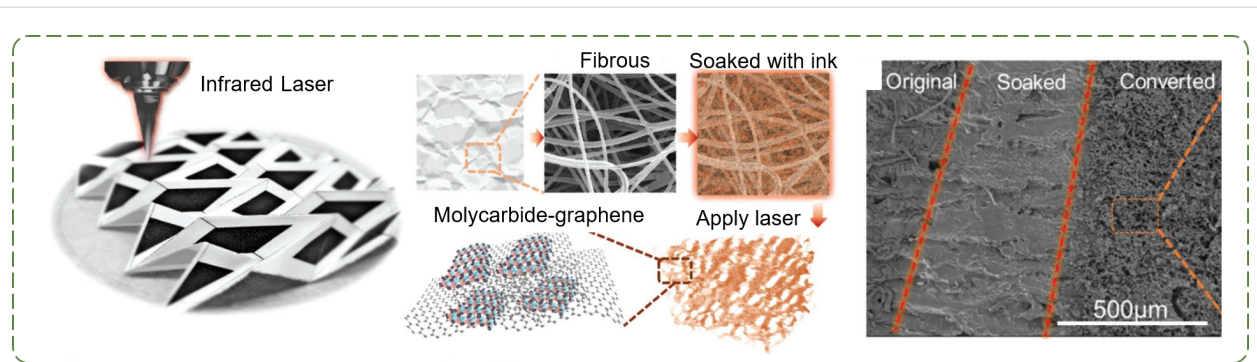 Infrared Laser
Fibrous
Soaked with ink
Molycarbide-graphene
Apply laser
Original
Soaked
Converted
500μm